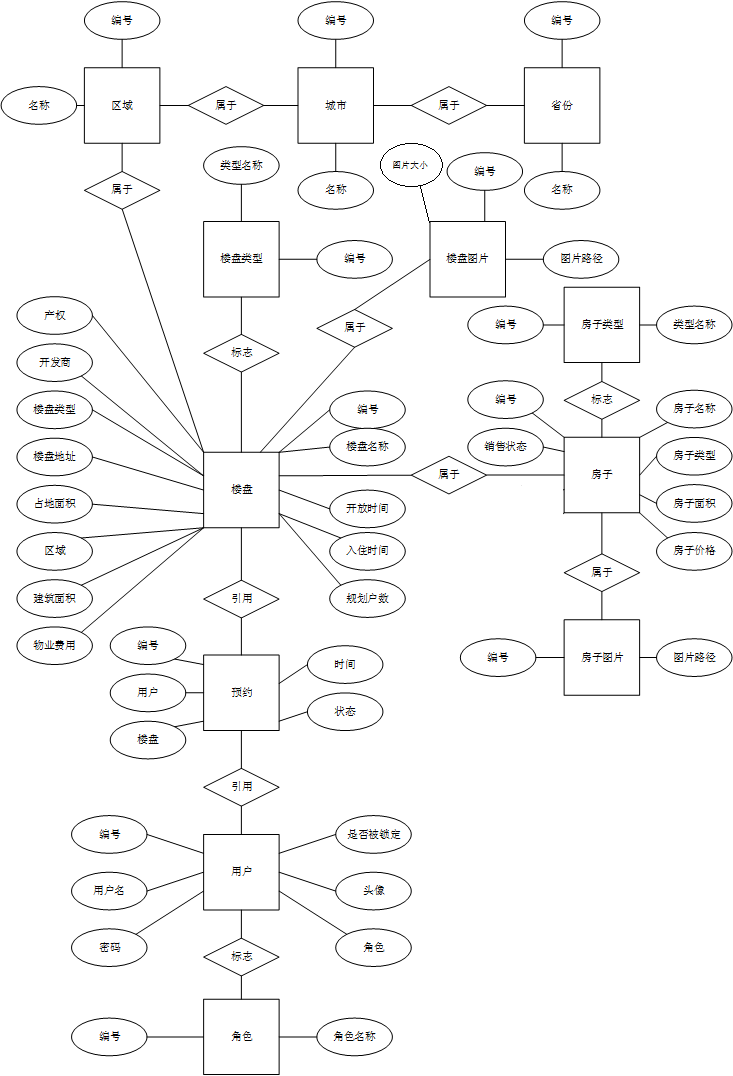 编号
编号
编号
名称
区域
属于
城市
属于
省份
属于
类型名称
名称
图片大小
编号
名称
楼盘类型
编号
楼盘图片
图片路径
产权
属于
编号
房子类型
类型名称
开发商
标志
楼盘类型
编号
编号
标志
房子名称
楼盘地址
楼盘名称
销售状态
房子类型
楼盘
属于
房子
占地面积
开放时间
房子面积
区域
入住时间
房子价格
建筑面积
引用
规划户数
属于
物业费用
编号
时间
编号
房子图片
图片路径
用户
预约
状态
楼盘
引用
编号
是否被锁定
用户
用户名
头像
密码
标志
角色
编号
角色
角色名称